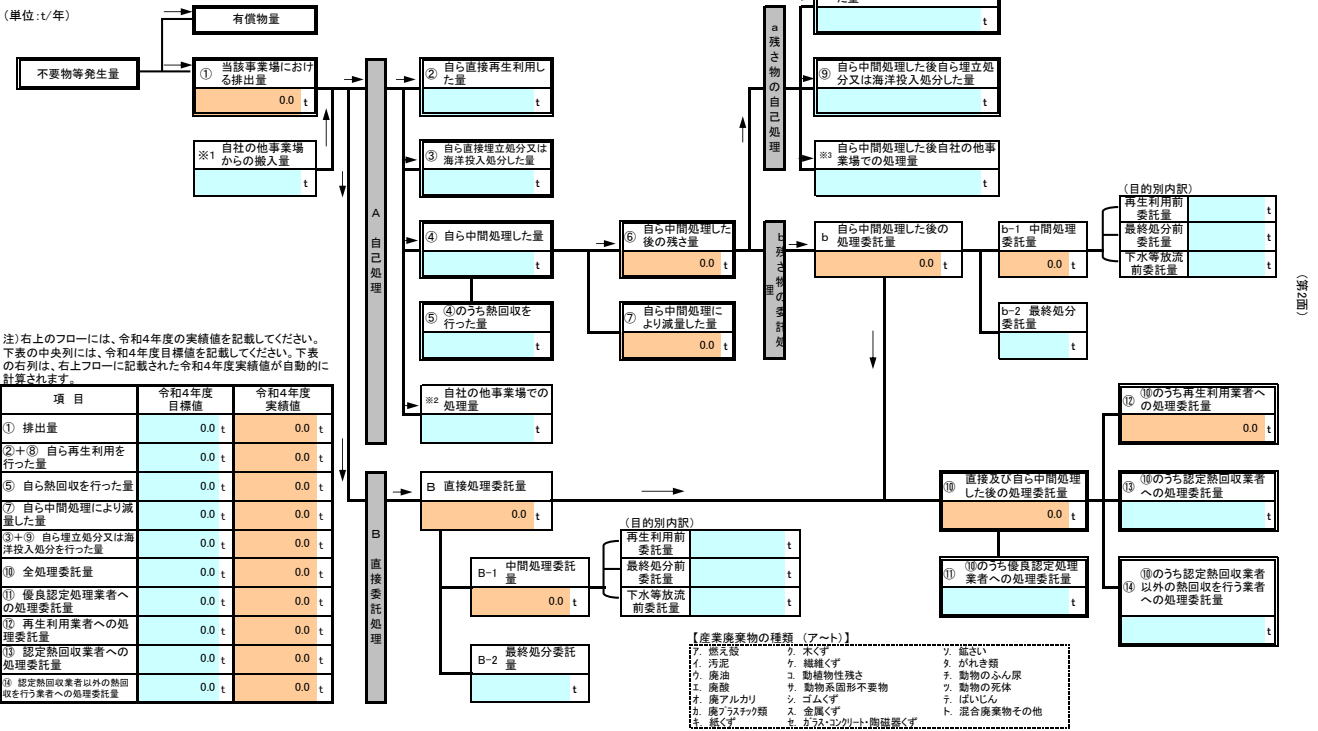 (単位:t/年)
有償物量
不要物等発生量
① 当該事業場におけ
る排出量
0.0 t
※1 自社の他事業場
からの搬入量
t
A 自己処理
② 自ら直接再生利用し
た量
t
③ 自ら直接埋立処分又は
海洋投入処分した量
t
④ 自ら中間処理した量
t
⑤ ④のうち熱回収を
行った量
t
※2 自社の他事業場での
処理量
t
⑥ 自ら中間処理した
後の残さ量
0.0 t
⑦ 自ら中間処理に
より減量した量
0.0 t
a 残さ物の自己処理
t
⑨ 自ら中間処理した後自ら埋立処
分又は海洋投入処分した量
t
※3 自ら中間処理した後自社の他事
業場での処理量
t
b 残さ物の委託処理
b 自ら中間処理した後の
処理委託量
0.0 t
b-1 中間処理
委託量
0.0 t
(目的別内訳)
再生利用前
委託量 t
最終処分前
委託量 t
下水等放流
前委託量 t
b-2 最終処分
委託量
t
(第2面)
注)右上のフローには、令和4年度の実績値を記載してください。
下表の中央列には、令和4年度目標値を記載してください。下表
の右列は、右上フローに記載された令和4年度実績値が自動的に
計算されます。
項 目 令和4年度 令和4年度
目標値 実績値
① 排出量 0.0 t 0.0 t
②+⑧ 自ら再生利用を
行った量 0.0 t 0.0 t
⑤ 自ら熱回収を行った量 0.0 t 0.0 t
⑦ 自ら中間処理により減
量した量 0.0 t 0.0 t
③+⑨ 自ら埋立処分又は海
洋投入処分を行った量 0.0 t 0.0 t
⑩ 全処理委託量 0.0 t 0.0 t
⑪ 優良認定処理業者へ
の処理委託量 0.0 t 0.0 t
⑫ 再生利用業者への処
理委託量 0.0 t 0.0 t
⑬ 認定熱回収業者への
処理委託量 0.0 t 0.0 t
⑭ 認定熱回収業者以外の熱回
収を行う業者への処理委託量 0.0 t 0.0 t
B 直接委託処理
B 直接処理委託量
0.0 t
B-1 中間処理委託
量
0.0 t
(目的別内訳)
再生利用前
委託量 t
最終処分前
委託量 t
下水等放流
前委託量 t
B-2 最終処分委託
量
t
⑩ 直接及び自ら中間処理
した後の処理委託量
0.0 t
⑪ ⑩のうち優良認定処理
業者への処理委託量
t
⑫ ⑩のうち再生利用業者へ
の処理委託量
0.0 t
⑬ ⑩のうち認定熱回収業者
への処理委託量
t
⑭ ⑩のうち認定熱回収業者
以外の熱回収を行う業者
への処理委託量
t
【産業廃棄物の種類 (ア~ト)】
ア. 燃え殻 ク. 木くず ソ. 鉱さい
イ. 汚泥 ケ. 繊維くず タ. がれき類
ウ. 廃油 コ. 動植物性残さ チ. 動物のふん尿
エ. 廃酸 サ. 動物系固形不要物 ツ. 動物の死体
オ. 廃アルカリ シ. ゴムくず テ. ばいじん
カ. 廃プラスチック類 ス. 金属くず ト. 混合廃棄物その他
キ. 紙くず セ. ガラス・コンクリート・陶磁器くず